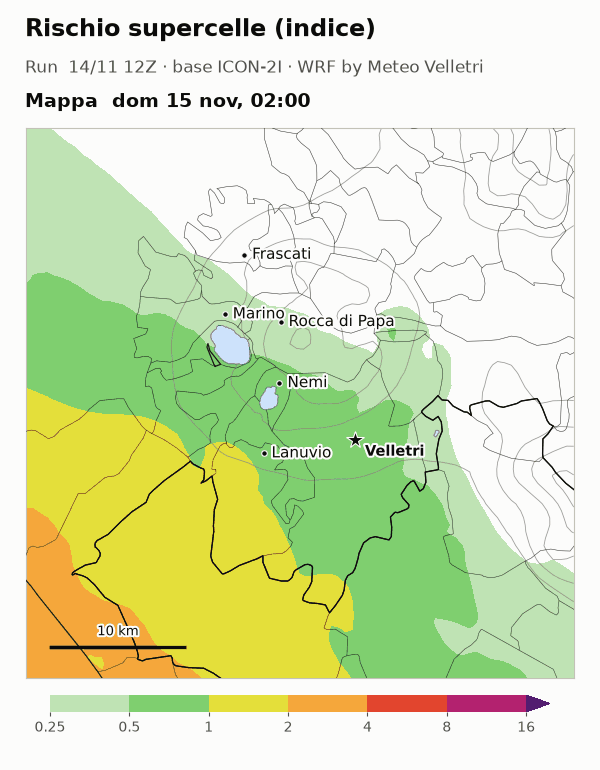 Rischio supercelle (indice)
Run 14/11 12Z · base ICON-2I · WRF by Meteo Velletri
Mappa dom 15 nov, 02:00
Frascati
Marino
Rocca di Papa
Nemi
Velletri
Lanuvio
10 km
0.25 0.5 1 2 4 8 16